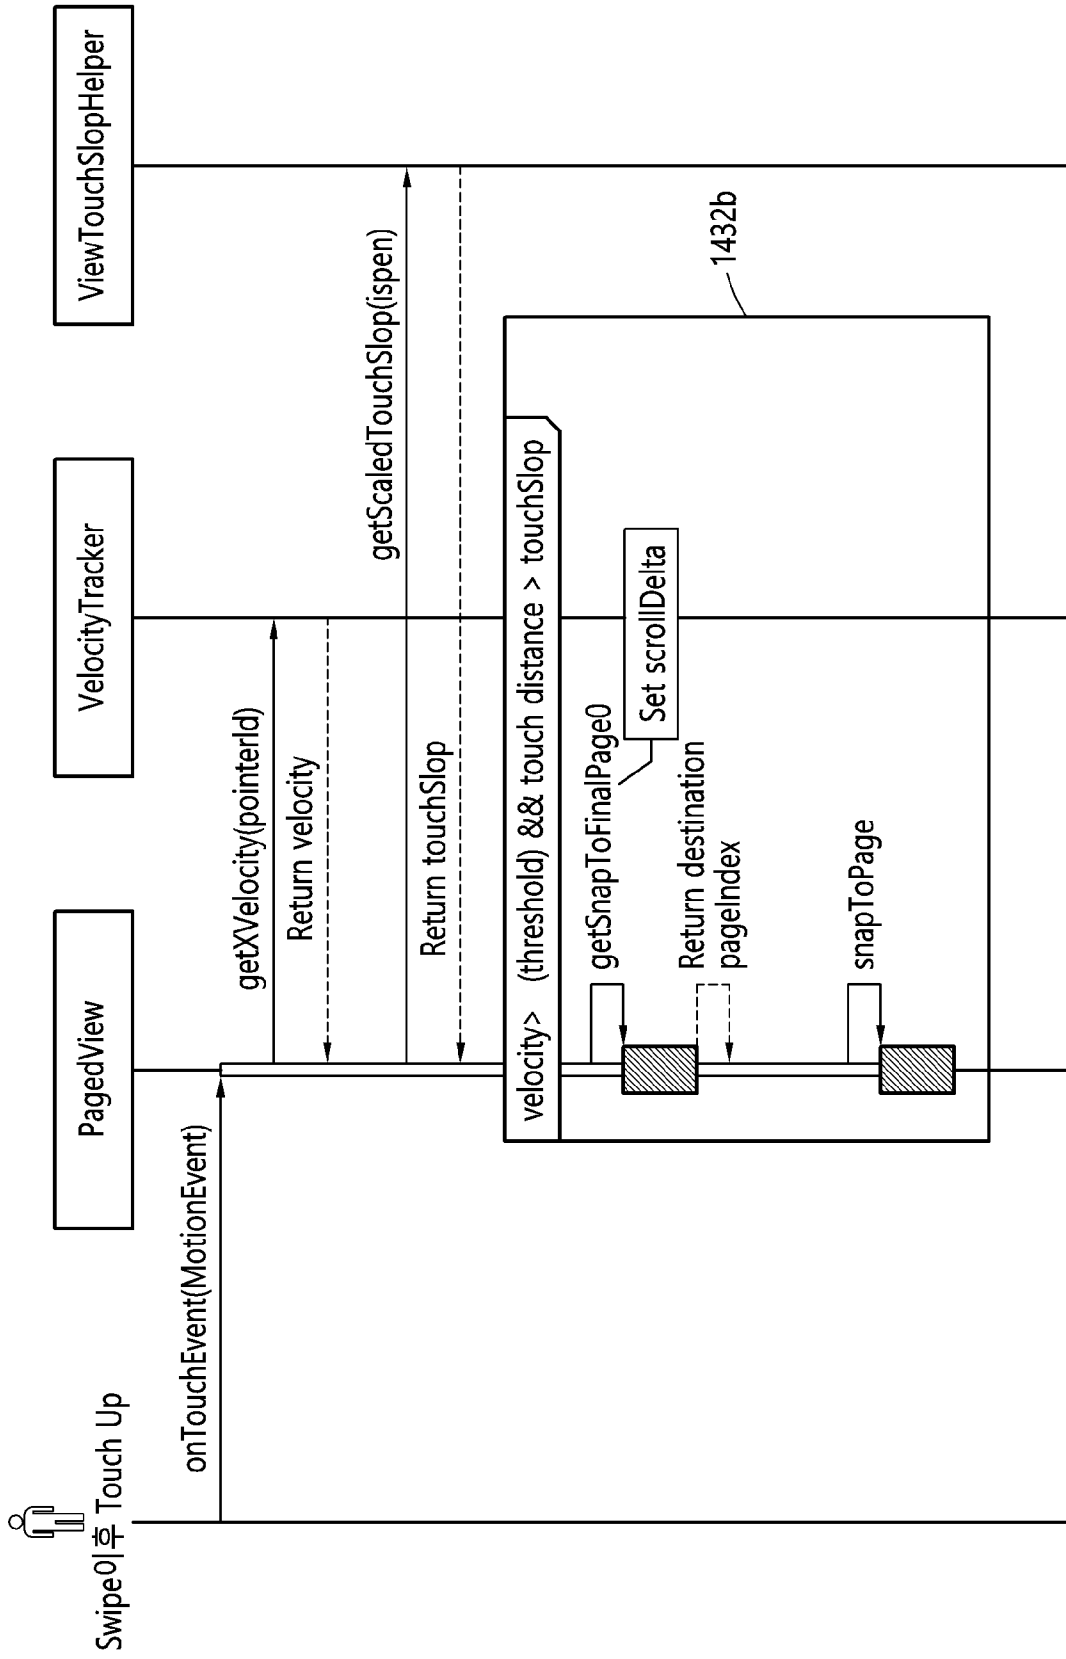 Swipe이후 Touch Up
PagedView
VelocityTracker
ViewTouchSlopHelper
onTouchEvent(MotionEvent)
getXVelocity(pointerId)
Return velocity
getScaledTouchSlop(ispen)
Return touchSlop
velocity> (threshold) && touch distance > touchSlop
getSnapToFinalPage0
Set scrollDelta
Return destination
pageIndex
snapToPage
1432b